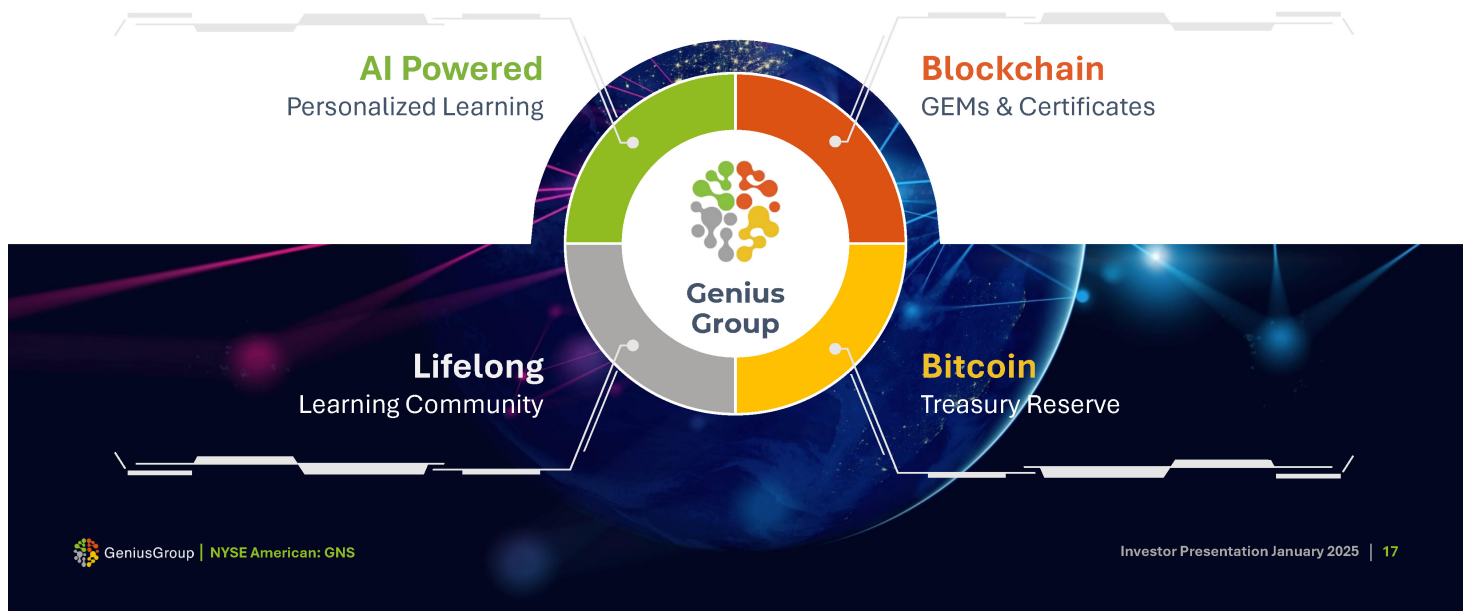 AI Powered
Personalized Learning
Blockchain
GEMs & Certificates
Genius
Group
Lifelong
Learning Community
Bitcoin
Treasury Reserve
GeniusGroup | NYSE American: GNS
Investor Presentation January 2025 | 17